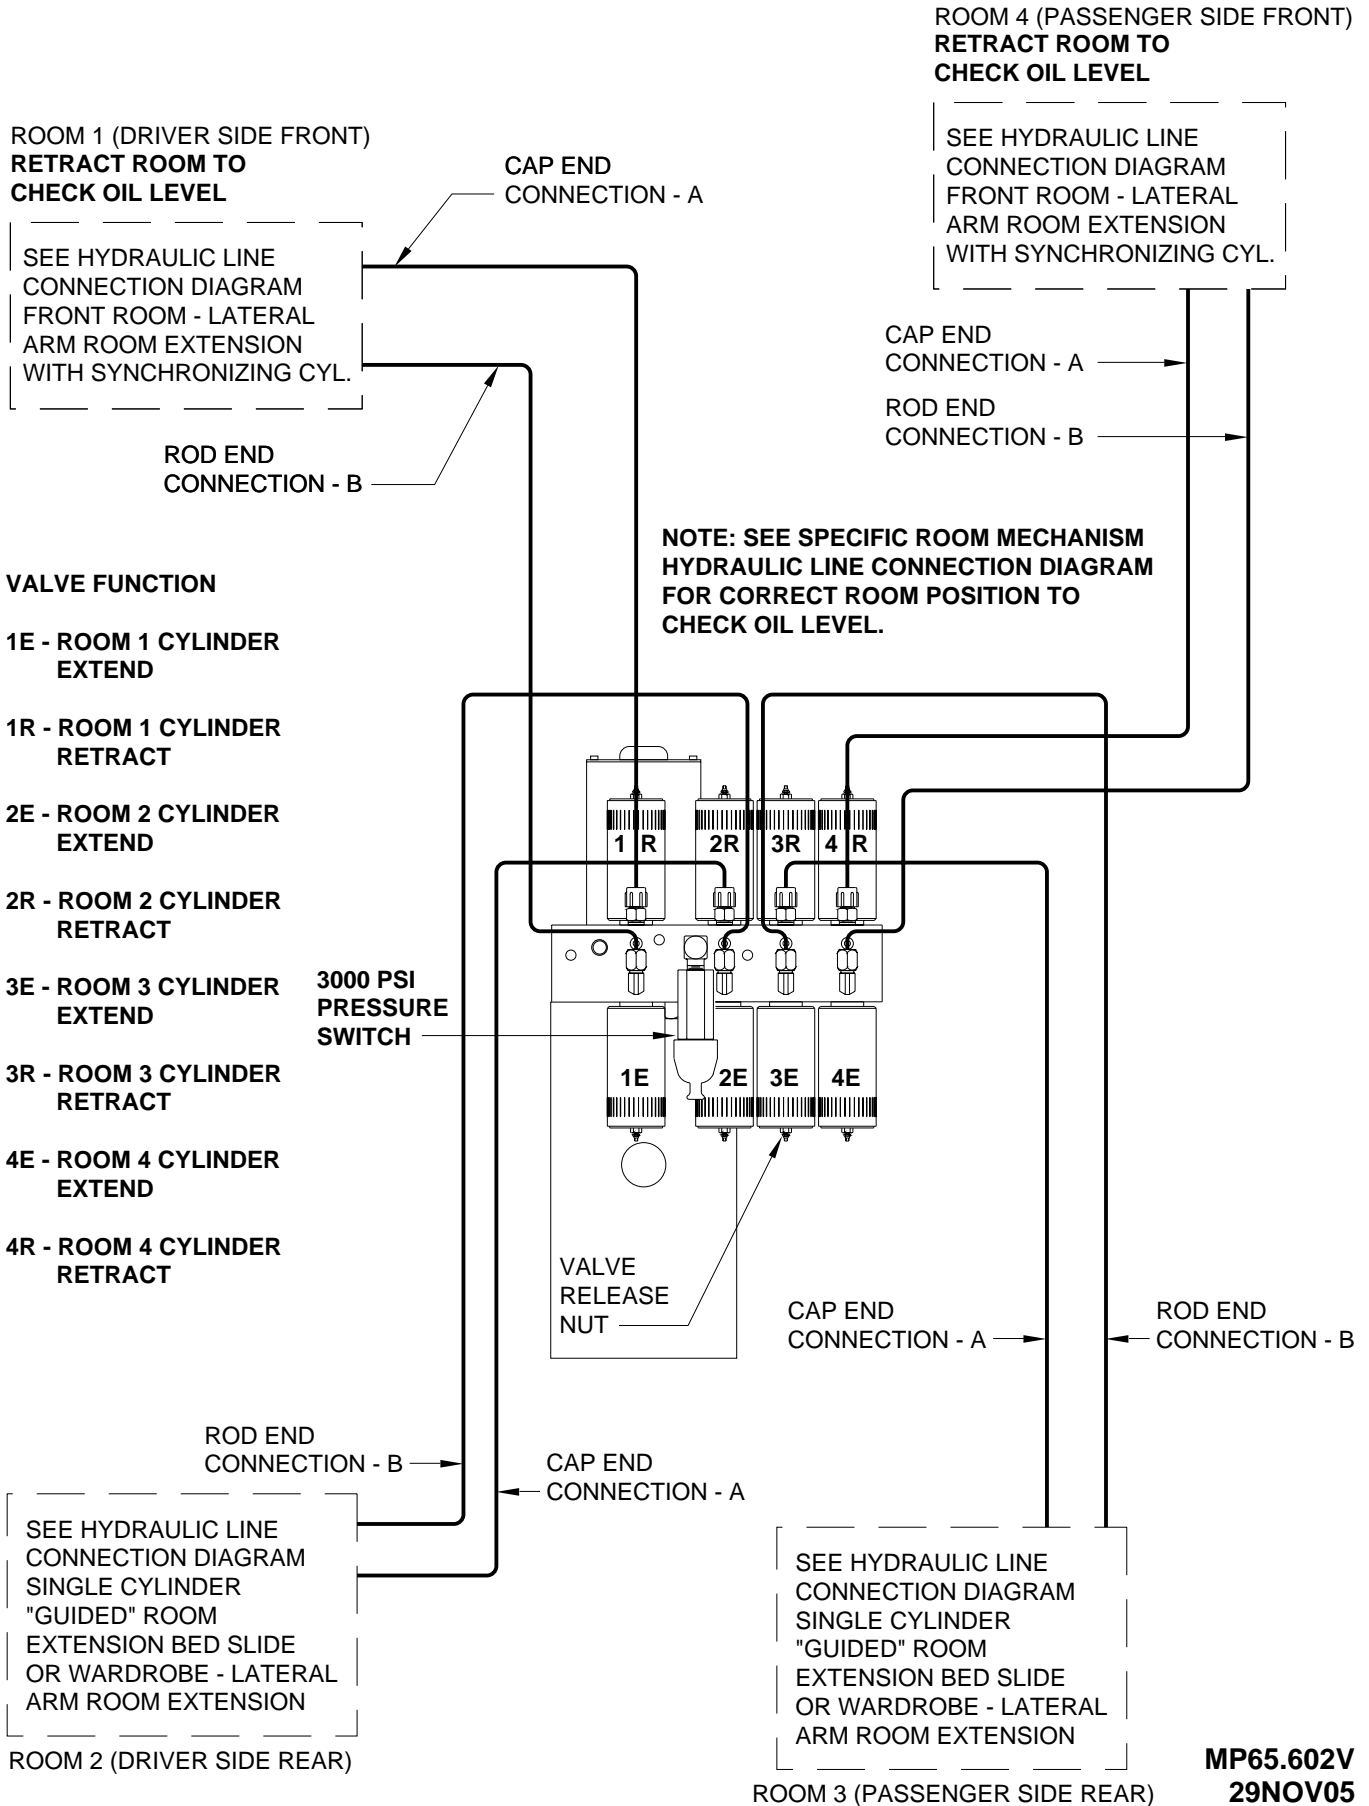 ROOM 4 (PASSENGER SIDE FRONT)
RETRACT ROOM TO
CHECK OIL LEVEL
SEE HYDRAULIC LINE
CONNECTION DIAGRAM
FRONT ROOM - LATERAL
ARM ROOM EXTENSION
WITH SYNCHRONIZING CYL.
ROOM 1 (DRIVER SIDE FRONT)
RETRACT ROOM TO
CHECK OIL LEVEL
SEE HYDRAULIC LINE
CONNECTION DIAGRAM
FRONT ROOM - LATERAL
ARM ROOM EXTENSION
WITH SYNCHRONIZING CYL.
CAP END
CONNECTION - A
ROD END
CONNECTION - B
CAP END
CONNECTION - A
ROD END
CONNECTION - B
NOTE: SEE SPECIFIC ROOM MECHANISM
HYDRAULIC LINE CONNECTION DIAGRAM
FOR CORRECT ROOM POSITION TO
CHECK OIL LEVEL.
VALVE FUNCTION
1E - ROOM 1 CYLINDER
EXTEND
1R - ROOM 1 CYLINDER
RETRACT
2E - ROOM 2 CYLINDER
EXTEND
2R - ROOM 2 CYLINDER
RETRACT
3E - ROOM 3 CYLINDER
EXTEND
3R - ROOM 3 CYLINDER
RETRACT
4E - ROOM 4 CYLINDER
EXTEND
4R - ROOM 4 CYLINDER
RETRACT
1 R 2R 3R 4 R
3000 PSI
PRESSURE
SWITCH
1E 2E 3E 4E
VALVE
RELEASE
NUT
CAP END
CONNECTION - A
ROD END
CONNECTION - B
ROD END
CONNECTION - B
CAP END
CONNECTION - A
SEE HYDRAULIC LINE
CONNECTION DIAGRAM
SINGLE CYLINDER
"GUIDED" ROOM
EXTENSION BED SLIDE
OR WARDROBE - LATERAL
ARM ROOM EXTENSION
ROOM 2 (DRIVER SIDE REAR)
SEE HYDRAULIC LINE
CONNECTION DIAGRAM
SINGLE CYLINDER
"GUIDED" ROOM
EXTENSION BED SLIDE
OR WARDROBE - LATERAL
ARM ROOM EXTENSION
ROOM 3 (PASSENGER SIDE REAR)
MP65.602V
29NOV05